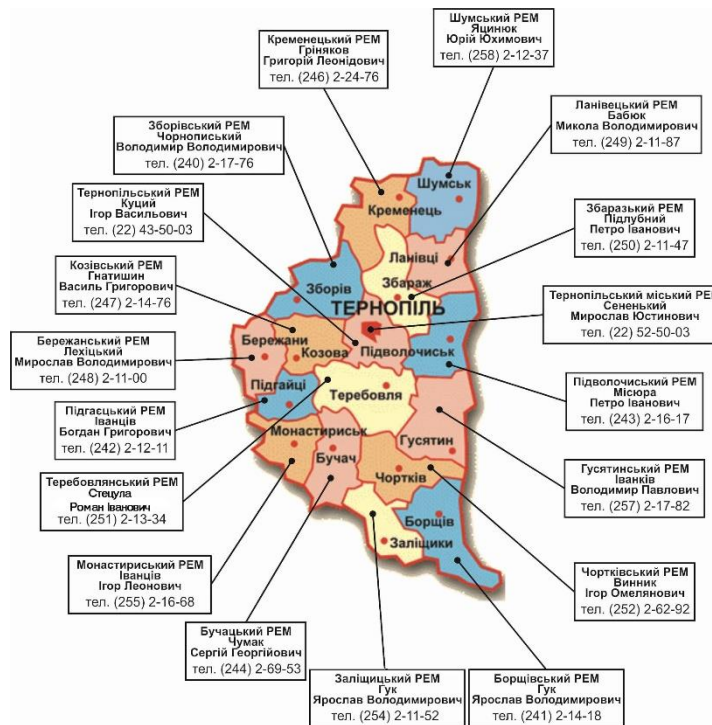 Шумський РЕМ
Яцинюк
Юрій Юхимович
тел. (258) 2-12-37
Кременецький РЕМ
Гріняков
Григорій Леонідович
тел. (246) 2-24-76
Ланівецький РЕМ
Бабюк
Микола Володимирович
тел. (249) 2-11-87
Зборівський РЕМ
Чорнописький
Володимир Володимирович
тел. (240) 2-17-76
Тернопільський РЕМ
Куций
Ігор Васильович
тел. (22) 43-50-03
Збаразький РЕМ
Підлубний
Петро Іванович
тел. (250) 2-11-47
Козівський РЕМ
Гнатишин
Василь Григорович
тел. (247) 2-14-76
Тернопільський міський РЕМ
Сененький
Мирослав Юстинович
тел. (22) 52-50-03
Бережанський РЕМ
Лехіцький
Мирослав Володимирович
тел. (248) 2-11-00
Підволочиський РЕМ
Місюра
Петро Іванович
тел. (243) 2-16-17
Підгаєцький РЕМ
Іванців
Богдан Григорович
тел. (242) 2-12-11
Гусятинський РЕМ
Іванків
Володимир Павлович
тел. (257) 2-17-82
Теребовлянський РЕМ
Стецула
Роман Іванович
тел. (251) 2-13-34
Монастириський РЕМ
Іванців
Ігор Леонович
тел. (255) 2-16-68
Чортківський РЕМ
Винник
Ігор Омелянович
тел. (252) 2-62-92
Бучацький РЕМ
Чумак
Сергій Георгійович
тел. (244) 2-69-53
Заліщицький РЕМ
Гук
Ярослав Володимирович
тел. (254) 2-11-52
Борщівський РЕМ
Гук
Ярослав Володимирович
тел. (241) 2-14-18
Шумськ
Кременець
Ланівці
Збараж
Зборів
ТЕРНОПІЛЬ
Бережани
Козова
Підволочиськ
Підгайці
Теребовля
Монастириськ
Гусятин
Бучач
Чортків
Борщів
Заліщики